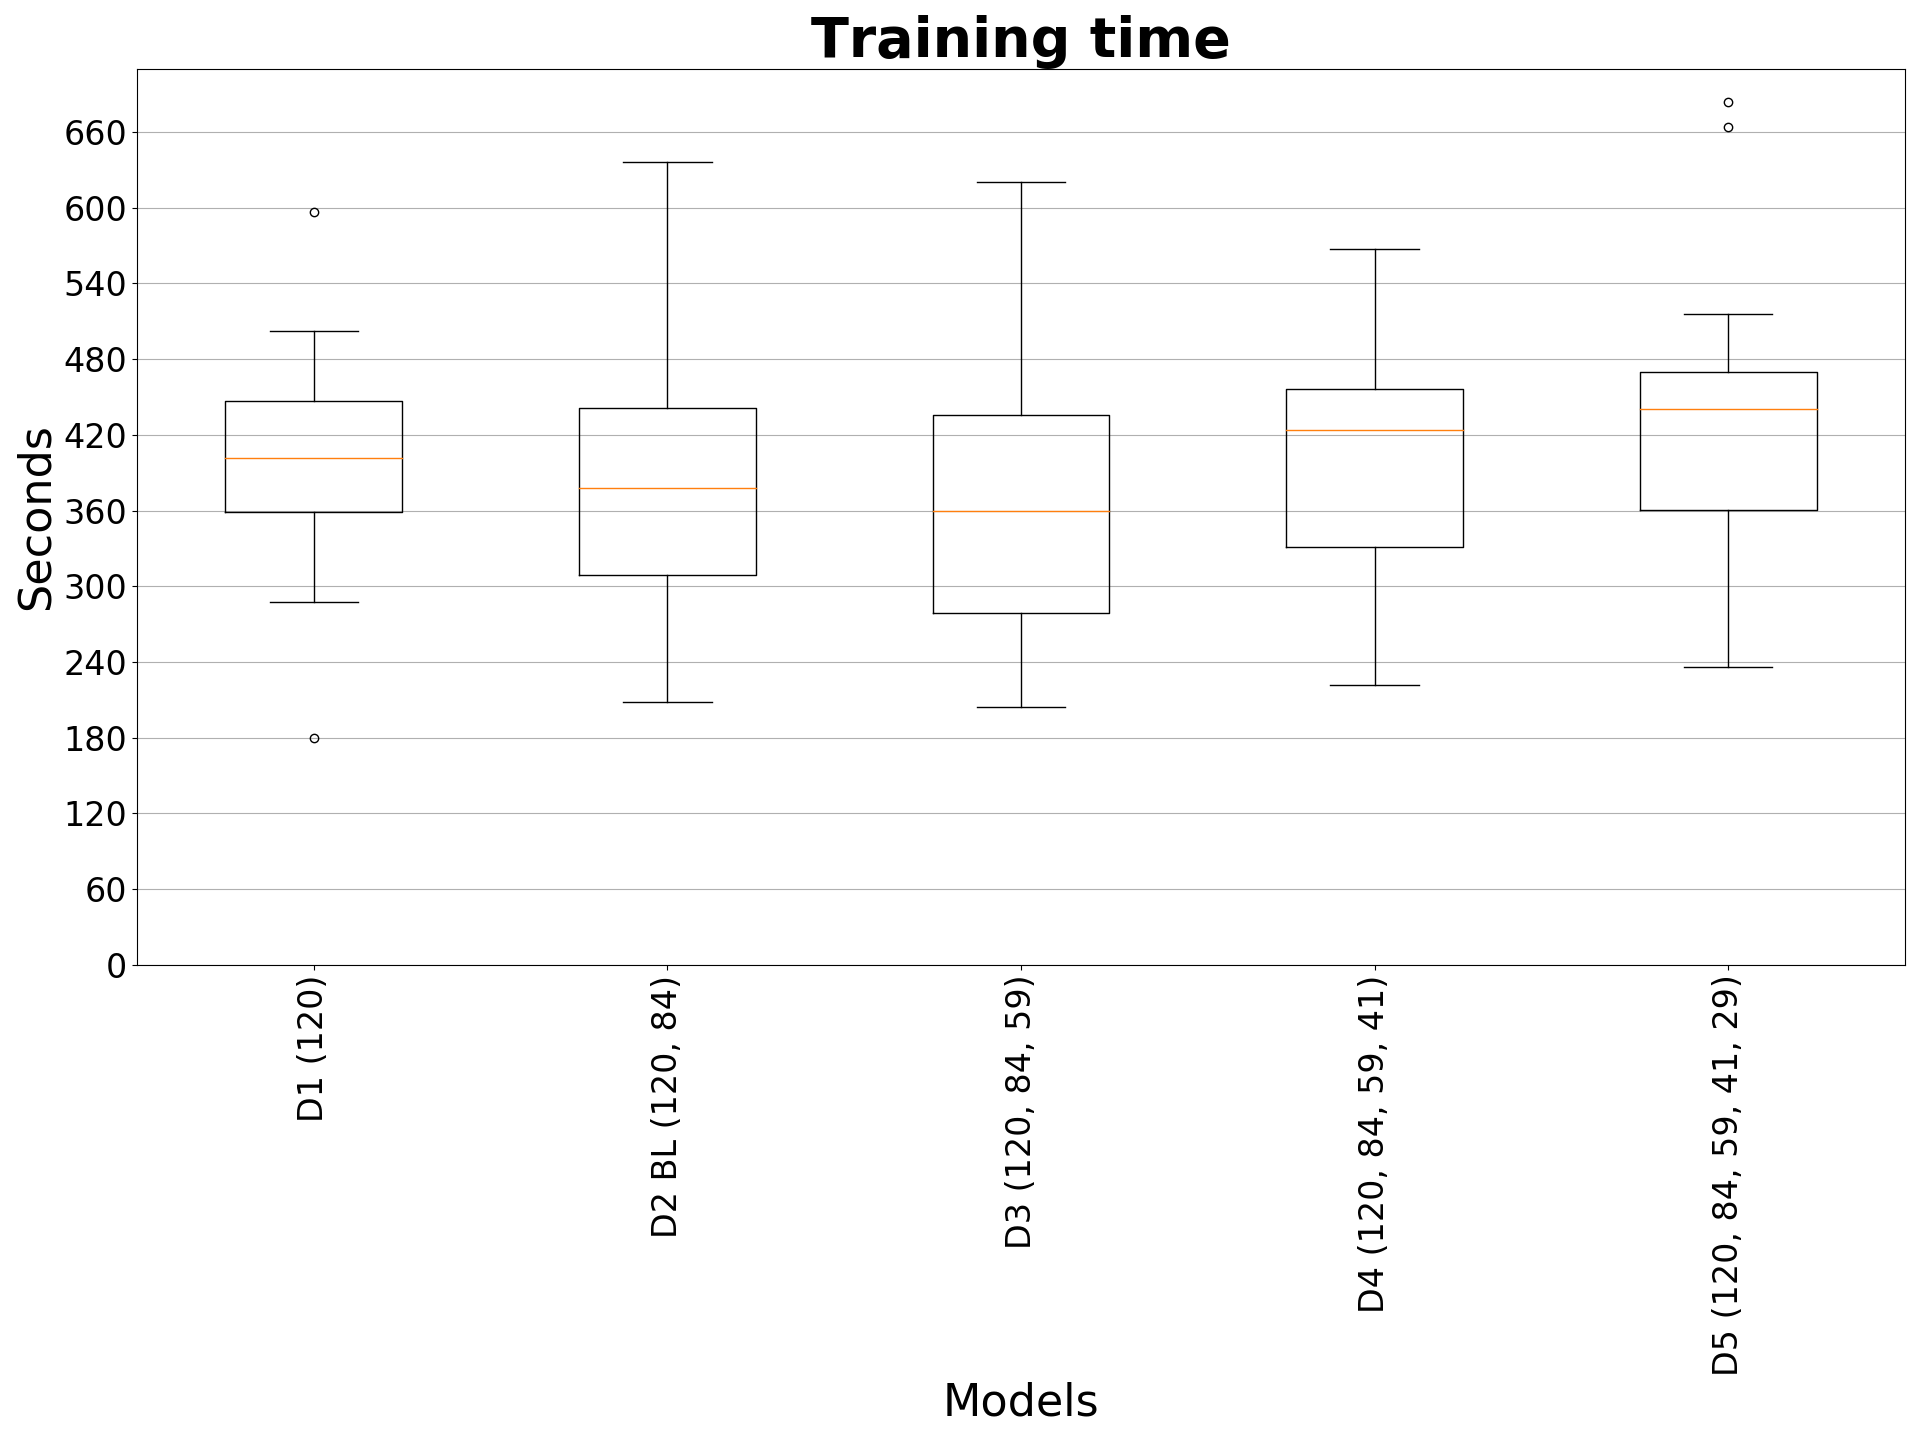 Training time
Seconds
660
600
540
480
420
360
300
240
180
120
60
0
D1 (120)
D2 BL (120, 84)
D3 (120, 84, 59)
D4 (120, 84, 59, 41)
D5 (120, 84, 59, 41, 29)
Models